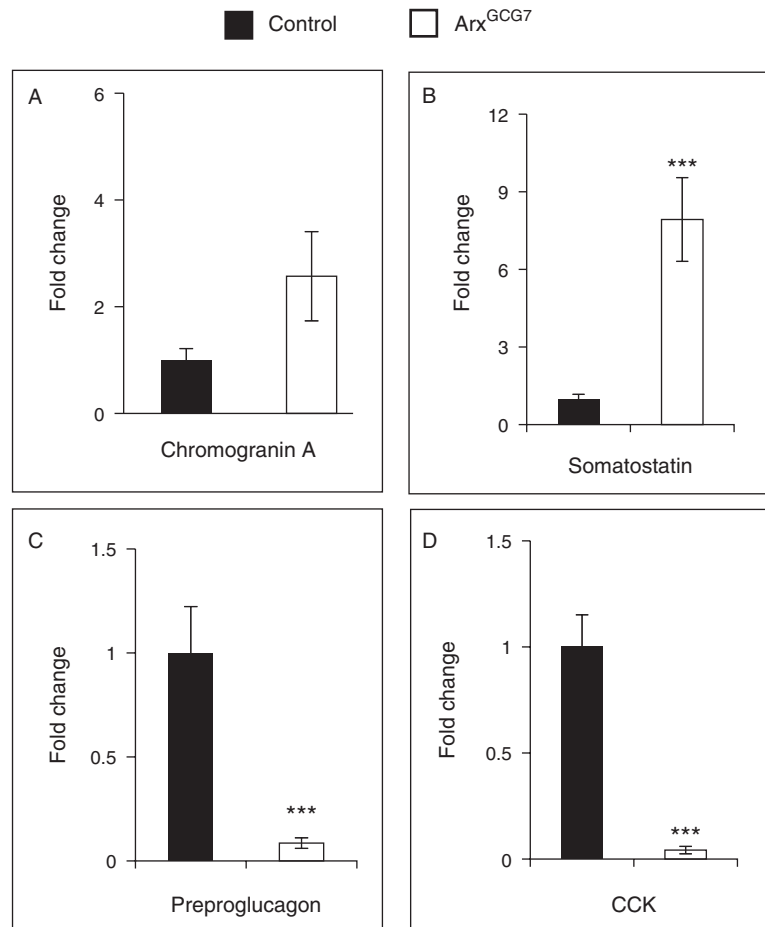 Control
Arx^GCG7
A
Fold change
6
4
2
0
Chromogranin A
B
Fold change
12
9
6
3
0
***
Somatostatin
C
Fold change
1.5
1
0.5
0
***
Preproglucagon
D
Fold change
1.5
1
0.5
0
***
CCK